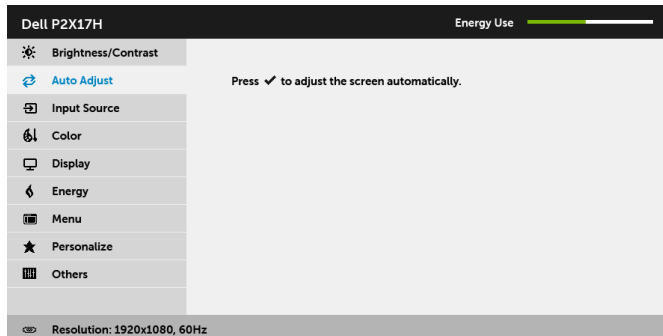 Dell P2X17H
Energy Use
Brightness/Contrast
Auto Adjust
Press ✔ to adjust the screen automatically.
Input Source
Color
Display
Energy
Menu
Personalize
Others
Resolution: 1920x1080, 60Hz